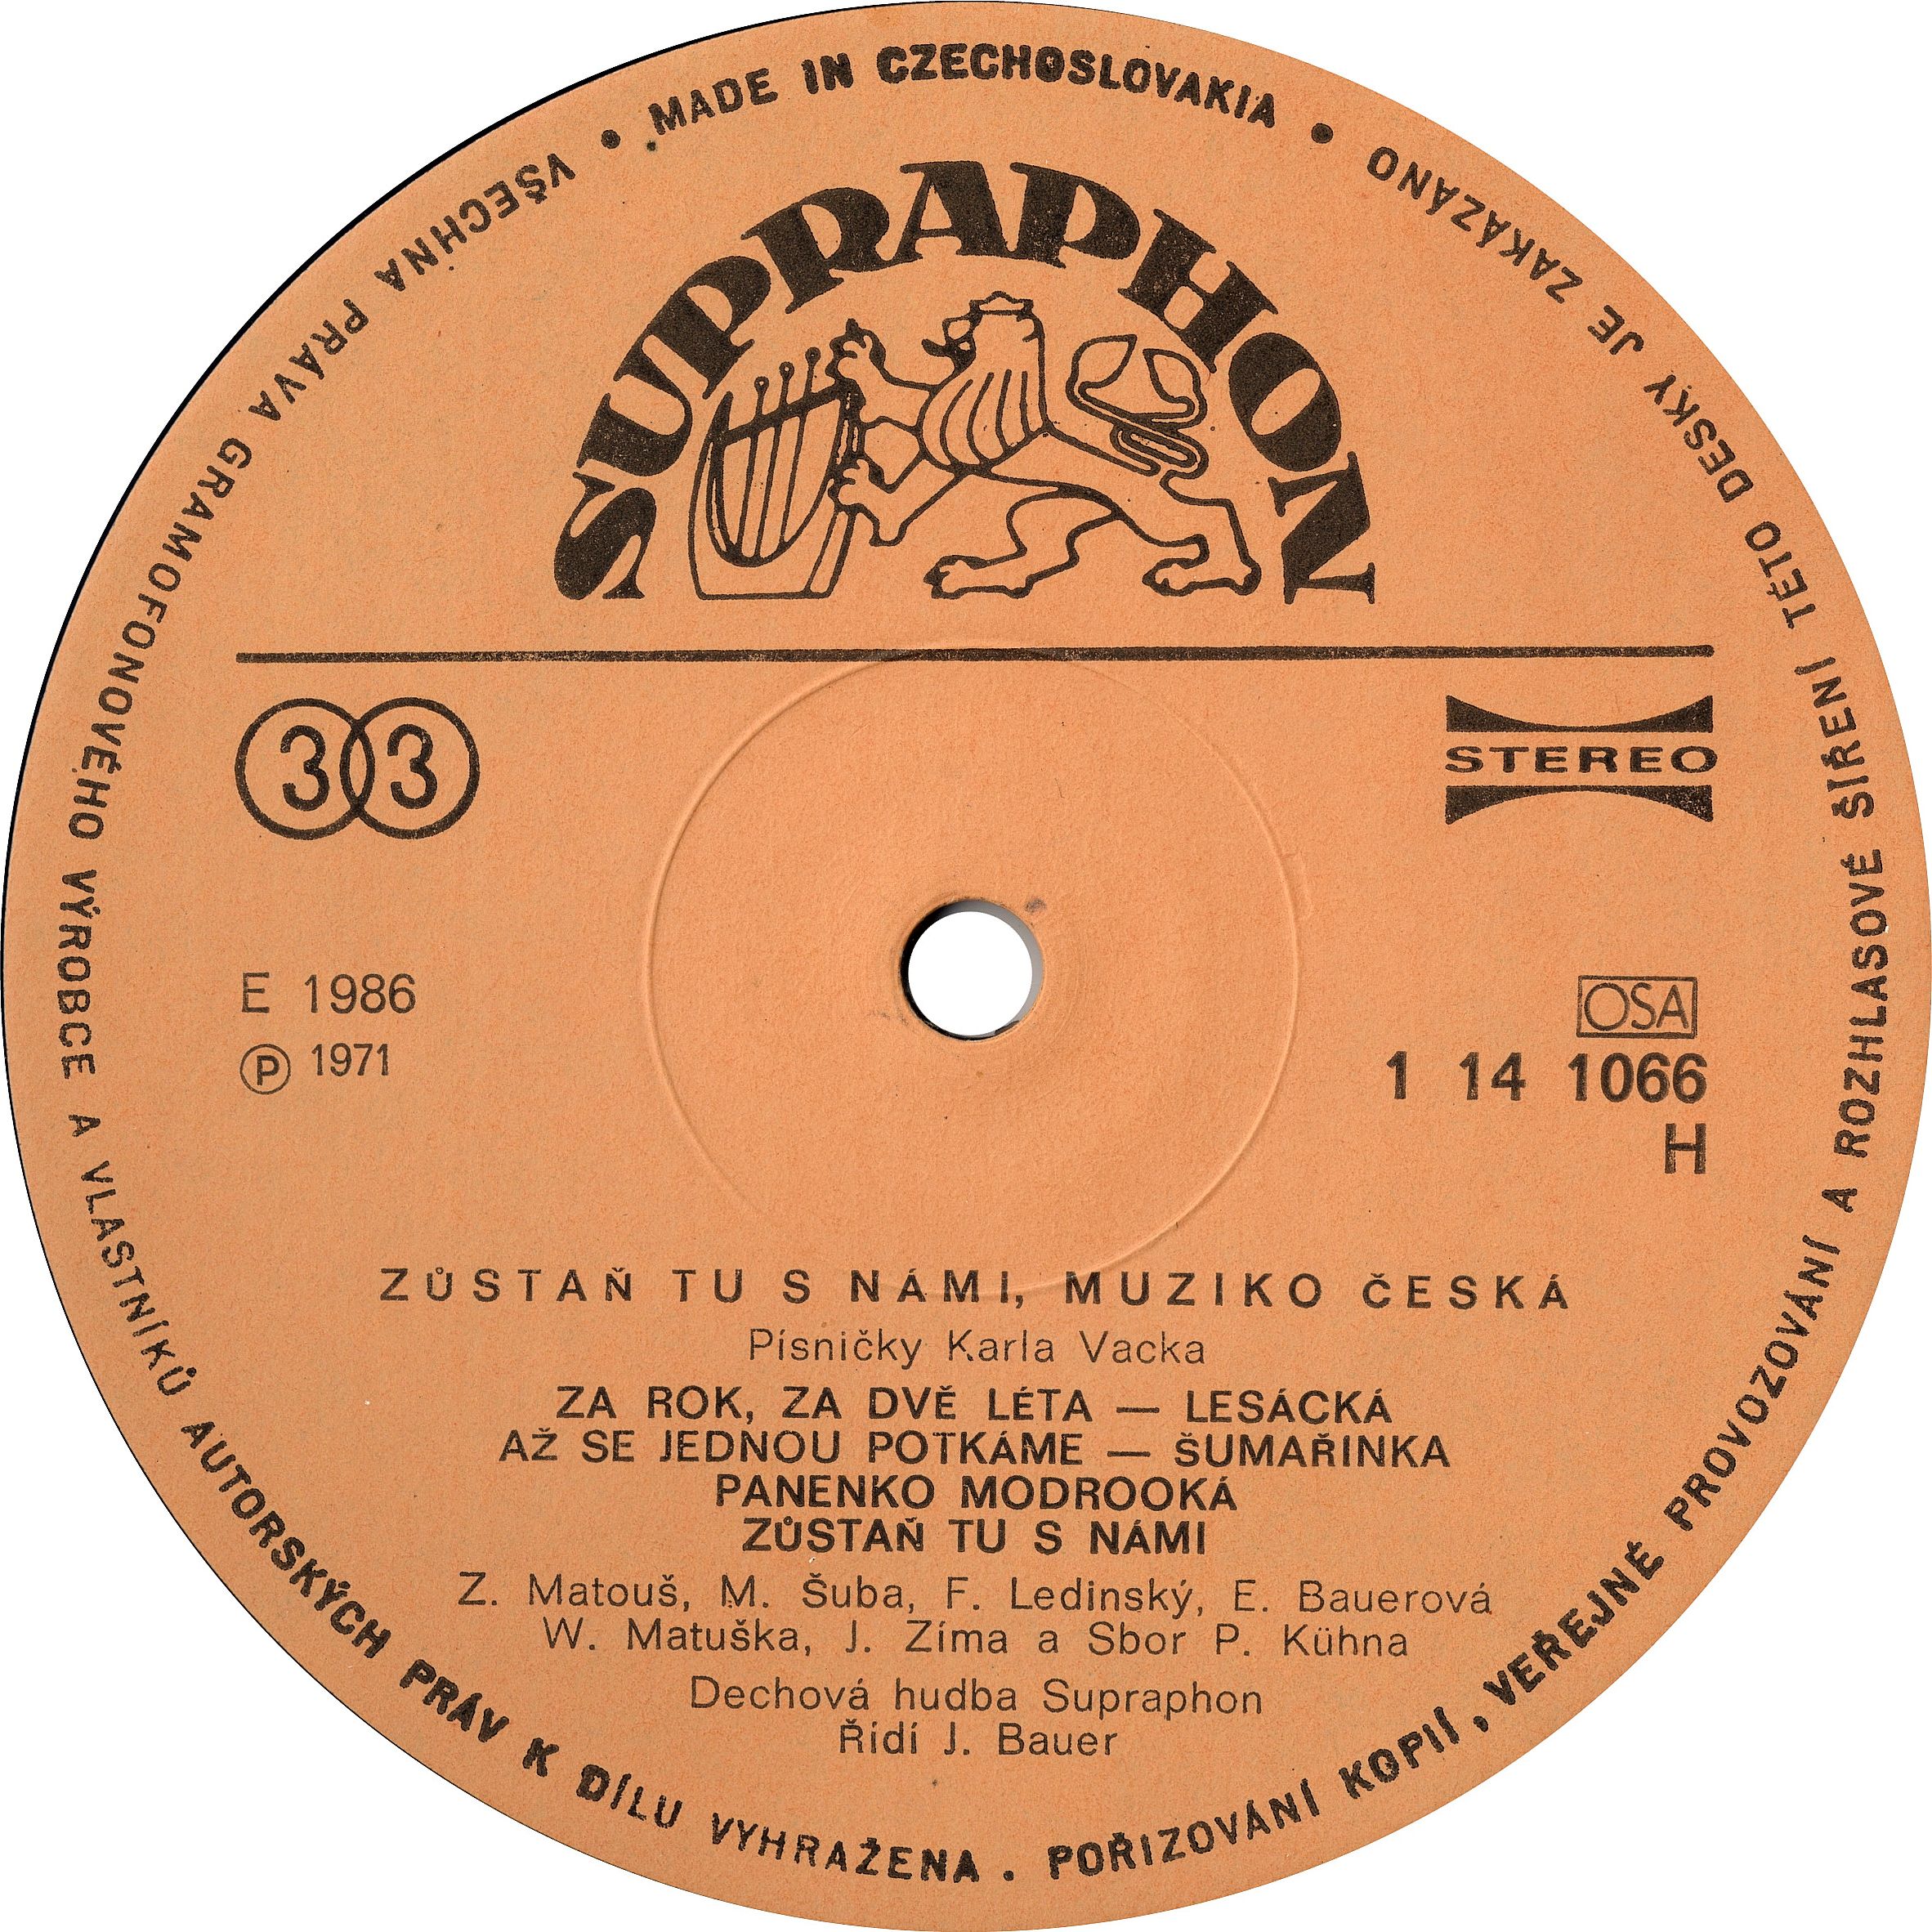 • MADE IN CZECHOSLOVAKIA •
VŠECHNA PRÁVA GRAMOFONOVÉHO VÝROBCE A VLASTNÍKŮ AUTORSKÝCH PRÁV K DÍLU VYHRAŽENA . POŘIZOVÁNÍ KOPIÍ, VEŘEJNÉ PROVOZOVÁNÍ A ROZHLASOVÉ ŠÍŘENÍ TÉTO DESKY JE ZAKÁZÁNO
SUPRAPHON
33
STEREO
E 1986
Ⓟ 1971
OSA
1 14 1066
H
ZŮSTAŇ TU S NÁMI, MUZIKO ČESKÁ
Písničky Karla Vacka
ZA ROK, ZA DVĚ LÉTA — LESÁCKÁ
AŽ SE JEDNOU POTKÁME — ŠUMAŘINKA
PANENKO MODROOKÁ
ZŮSTAŇ TU S NÁMI
Z. Matouš, M. Šuba, F. Ledinský, E. Bauerová
W. Matuška, J. Zíma a Sbor P. Kühna
Dechová hudba Supraphon
Řídí J. Bauer